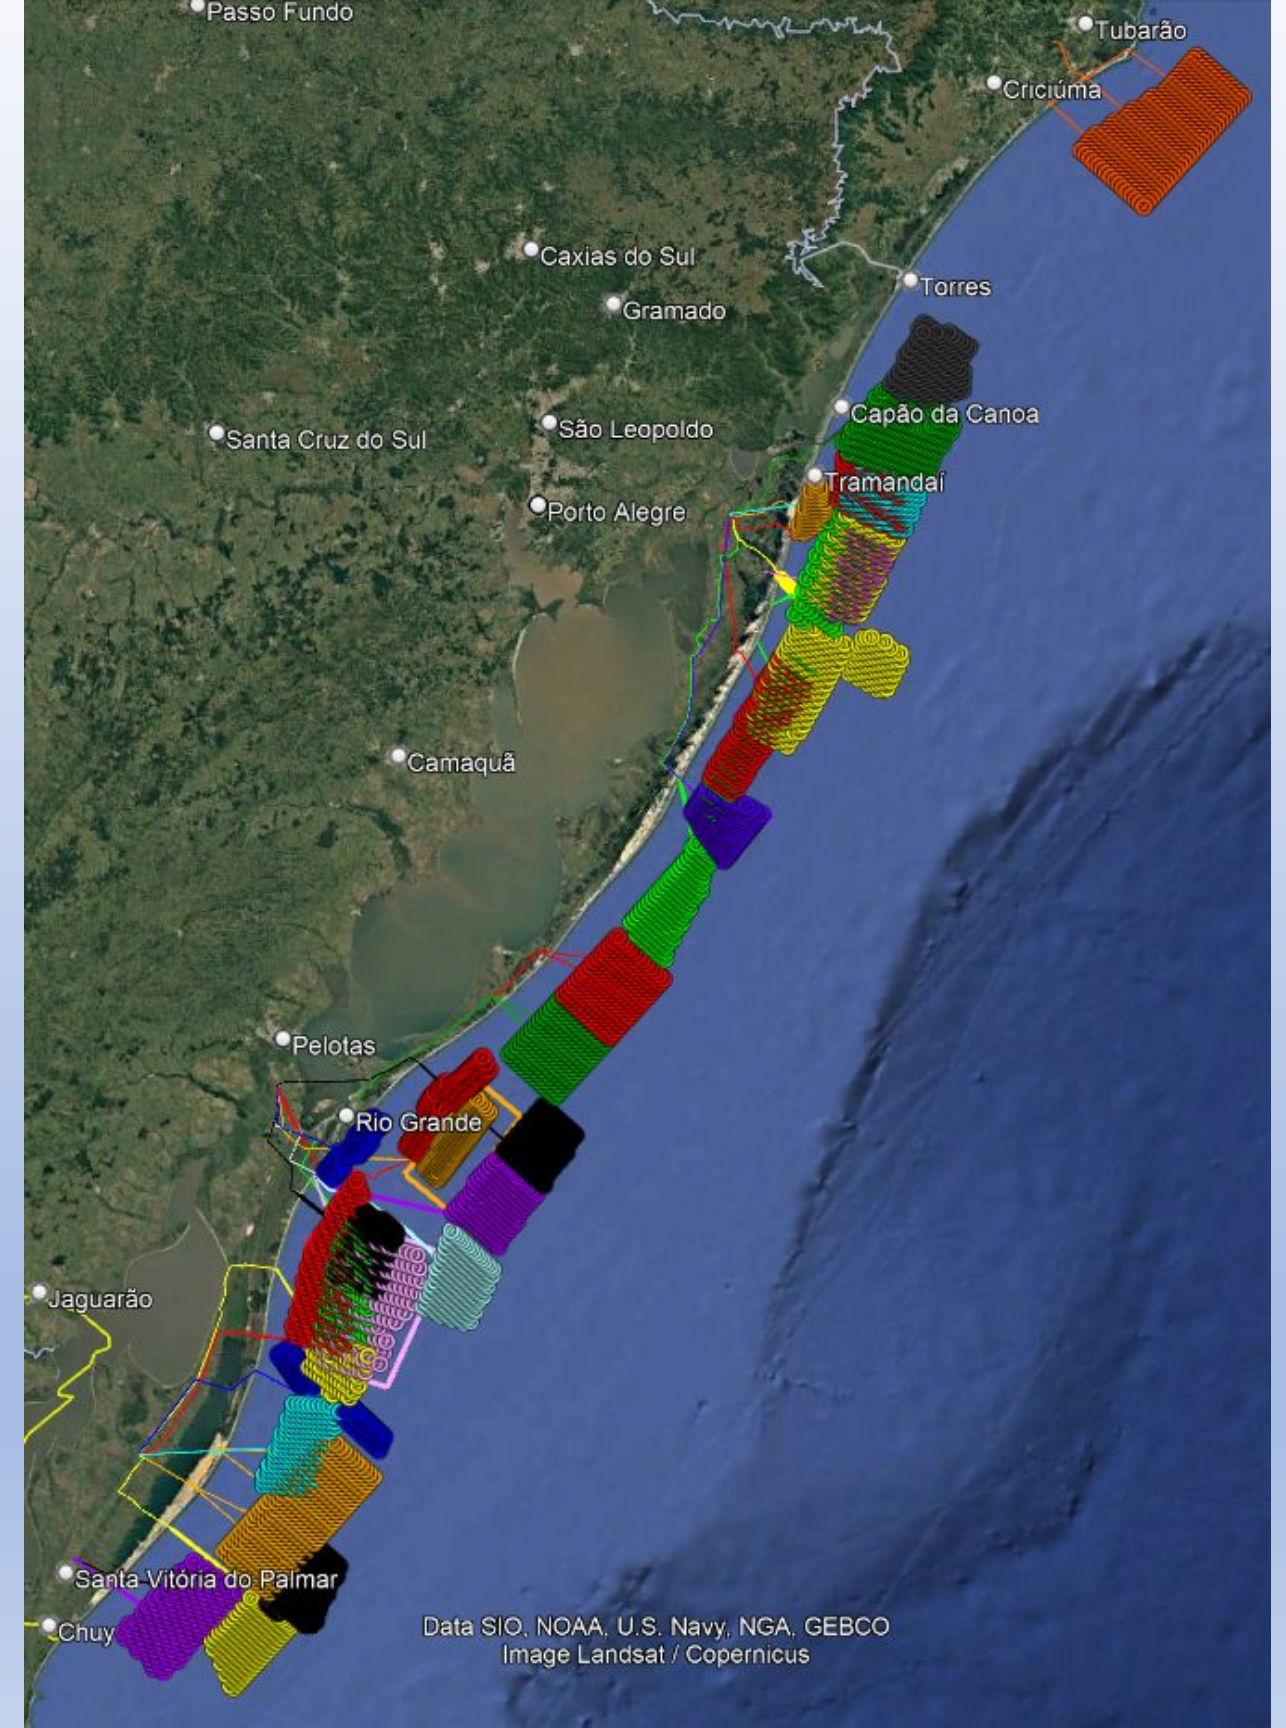 Passo Fundo
Tubarão
Criciúma
Caxias do Sul
Torres
Gramado
Capão da Canoa
São Leopoldo
Santa Cruz do Sul
Tramandaí
Porto Alegre
Camaquã
Pelotas
Rio Grande
Jaguarão
Santa Vitória do Palmar
Chuy
Data SIO, NOAA, U.S. Navy, NGA, GEBCO
Image Landsat / Copernicus